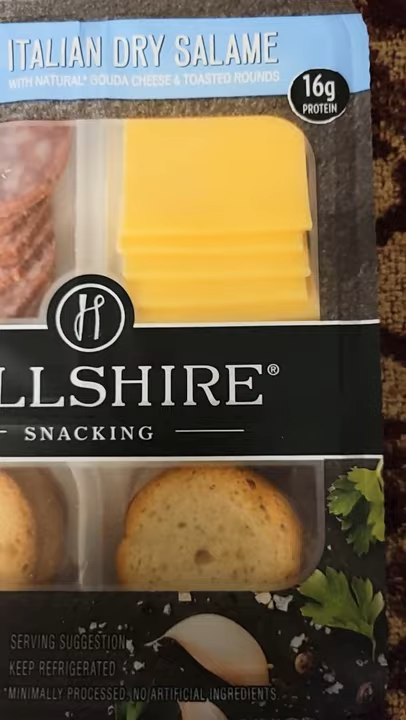 ITALIAN DRY SALAME
WITH NATURAL* GOUDA CHEESE & TOASTED ROUNDS
16g
PROTEIN
H
LLSHIRE®
SNACKING
SERVING SUGGESTION
KEEP REFRIGERATED
*MINIMALLY PROCESSED, NO ARTIFICIAL INGREDIENTS